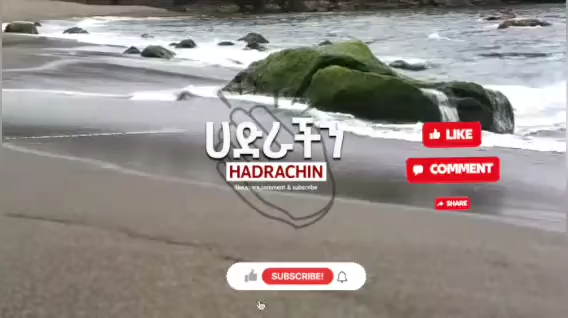 ሀድራችን
HADRACHIN
LIKE
COMMENT
SHARE
SUBSCRIBE!